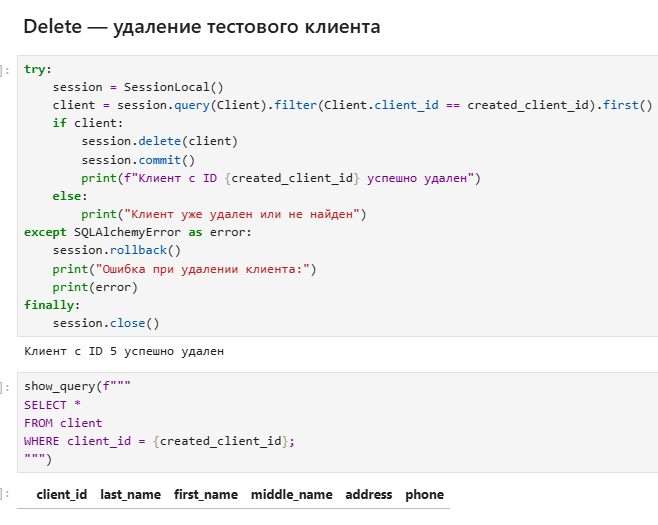 Delete — удаление тестового клиента
]:
try:
    session = SessionLocal()
    client = session.query(Client).filter(Client.client_id == created_client_id).first()
    if client:
        session.delete(client)
        session.commit()
        print(f"Клиент с ID {created_client_id} успешно удален")
    else:
        print("Клиент уже удален или не найден")
except SQLAlchemyError as error:
    session.rollback()
    print("Ошибка при удалении клиента:")
    print(error)
finally:
    session.close()
Клиент с ID 5 успешно удален
]:
show_query(f"""
SELECT *
FROM client
WHERE client_id = {created_client_id};
""")
]:
client_id last_name first_name middle_name address phone